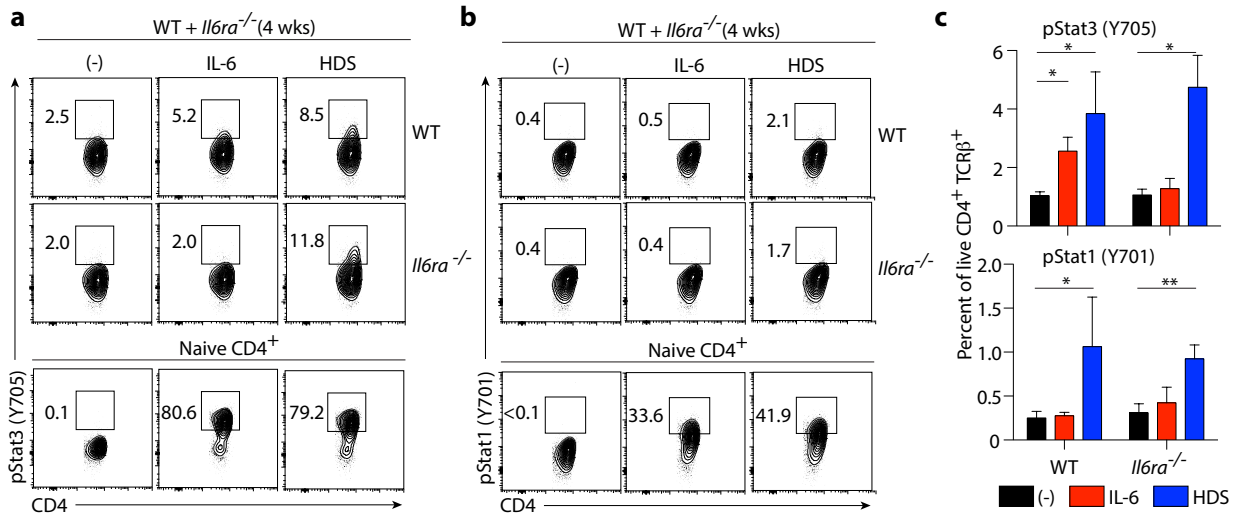 a
WT + Il6ra-/- (4 wks)
(-) IL-6 HDS
2.5 5.2 8.5 WT
2.0 2.0 11.8 Il6ra -/-
Naive CD4+
0.1 80.6 79.2
pStat3 (Y705)
CD4
b
WT + Il6ra-/- (4 wks)
(-) IL-6 HDS
0.4 0.5 2.1 WT
0.4 0.4 1.7 Il6ra -/-
Naive CD4+
<0.1 33.6 41.9
pStat1 (Y701)
CD4
c
pStat3 (Y705)
6
4
2
0
* * *
pStat1 (Y701)
2.0
1.5
1.0
0.5
0
* **
Percent of live CD4+ TCRβ+
WT Il6ra-/-
(-) IL-6 HDS